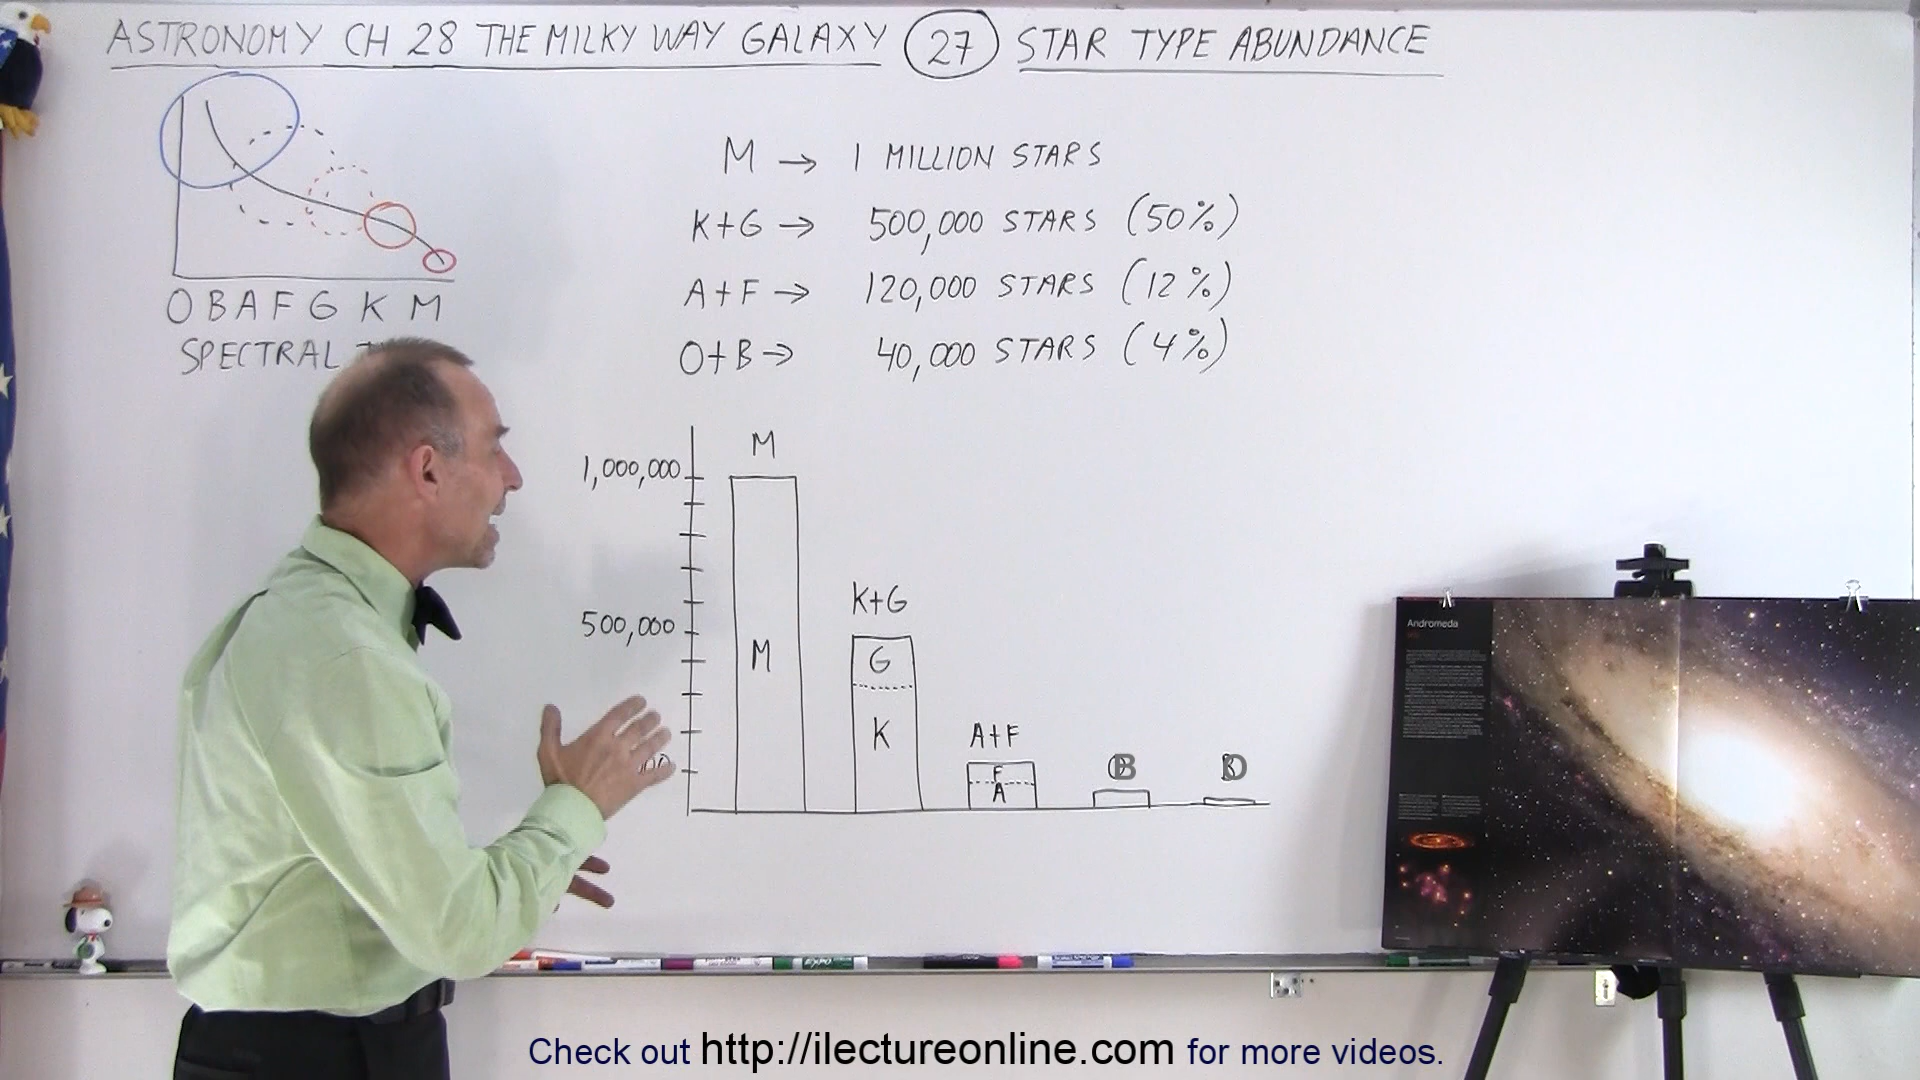 ASTRONOMY CH 28 THE MILKY WAY GALAXY 27 STAR TYPE ABUNDANCE
O B A F G K M
SPECTRAL
M → 1 MILLION STARS
K+G → 500,000 STARS (50%)
A+F → 120,000 STARS (12%)
O+B → 40,000 STARS (4%)
M
1,000,000
K+G
500,000
M
G
K
A+F
F
A
B
O
Andromeda
EXPO
Check out http://ilectureonline.com for more videos.